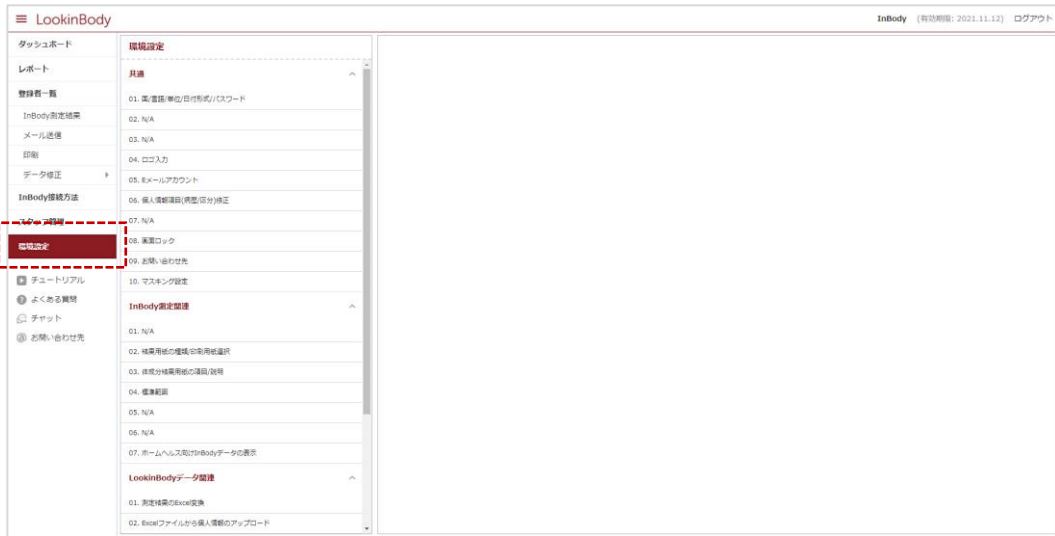 LookinBody
InBody (有効期限: 2021.11.12) ログアウト
ダッシュボード
レポート
登録者一覧
InBody測定結果
メール送信
印刷
データ修正
InBody接続方法
スタッフ管理
環境設定
チュートリアル
よくある質問
チャット
お問い合わせ先
環境設定
共通
01. 国/言語/単位/日付形式/パスワード
02. N/A
03. N/A
04. ロゴ入力
05. Eメールアカウント
06. 個人情報項目(病歴/区分)修正
07. N/A
08. 画面ロック
09. お問い合わせ先
10. マスキング設定
InBody測定関連
01. N/A
02. 結果用紙の種類/印刷用紙選択
03. 体成分結果用紙の項目/説明
04. 標準範囲
05. N/A
06. N/A
07. ホームヘルス向けInBodyデータの表示
LookinBodyデータ関連
01. 測定結果のExcel変換
02. Excelファイルから個人情報のアップロード